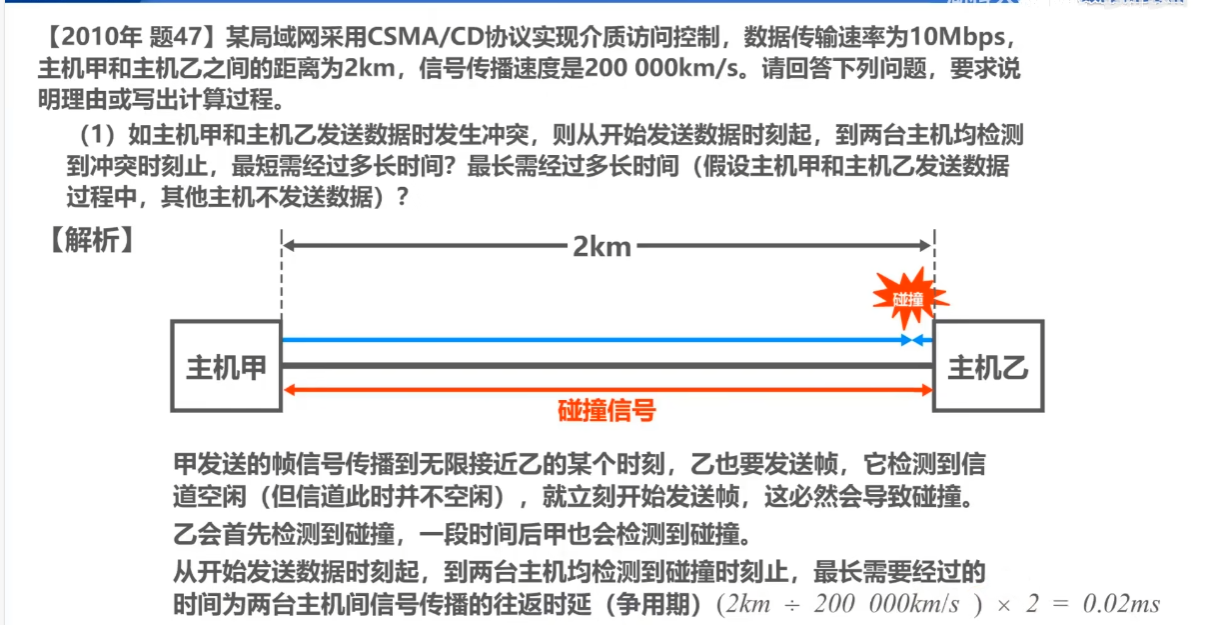 【2010年 题47】某局域网采用CSMA/CD协议实现介质访问控制，数据传输速率为10Mbps，
主机甲和主机乙之间的距离为2km，信号传播速度是200 000km/s。请回答下列问题，要求说
明理由或写出计算过程。
（1）如主机甲和主机乙发送数据时发生冲突，则从开始发送数据时刻起，到两台主机均检测
到冲突时刻止，最短需经过多长时间？最长需经过多长时间（假设主机甲和主机乙发送数据
过程中，其他主机不发送数据）？
【解析】
2km
碰撞
主机甲
主机乙
碰撞信号
甲发送的帧信号传播到无限接近乙的某个时刻，乙也要发送帧，它检测到信
道空闲（但信道此时并不空闲），就立刻开始发送帧，这必然会导致碰撞。
乙会首先检测到碰撞，一段时间后甲也会检测到碰撞。
从开始发送数据时刻起，到两台主机均检测到碰撞时刻止，最长需要经过的
时间为两台主机间信号传播的往返时延（争用期）(2km ÷ 200 000km/s ) × 2 = 0.02ms